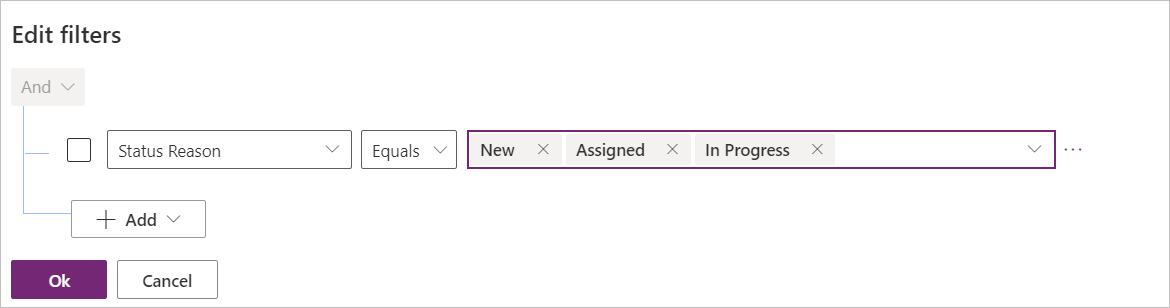 Edit filters
And
Status Reason Equals New Assigned In Progress
Add
Ok Cancel